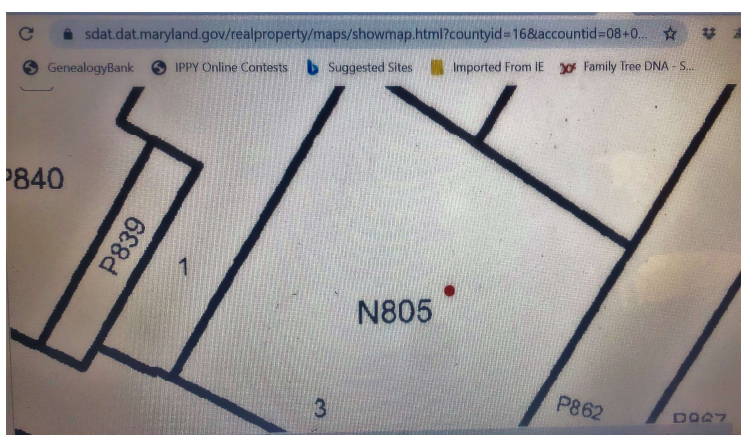 sdat.dat.maryland.gov/realproperty/maps/showmap.html?countyid=16&accountid=08+0...
GenealogyBank IPPY Online Contests Suggested Sites Imported From IE Family Tree DNA - S...
P840
P839
1
N805
3
P862